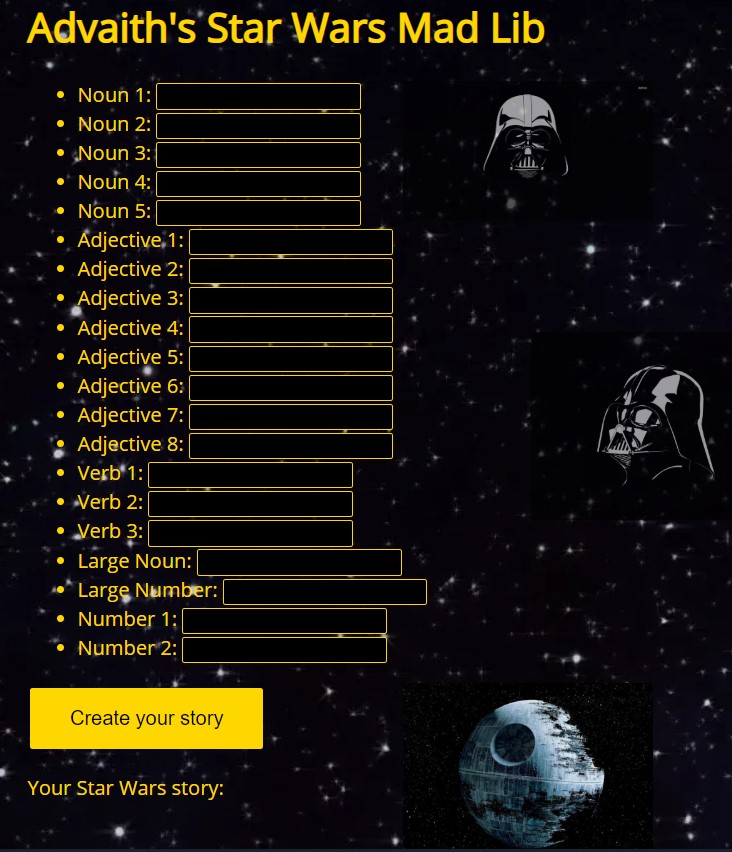 Advaith's Star Wars Mad Lib
Noun 1:
Noun 2:
Noun 3:
Noun 4:
Noun 5:
Adjective 1:
Adjective 2:
Adjective 3:
Adjective 4:
Adjective 5:
Adjective 6:
Adjective 7:
Adjective 8:
Verb 1:
Verb 2:
Verb 3:
Large Noun:
Large Number:
Number 1:
Number 2:
Create your story
Your Star Wars story: